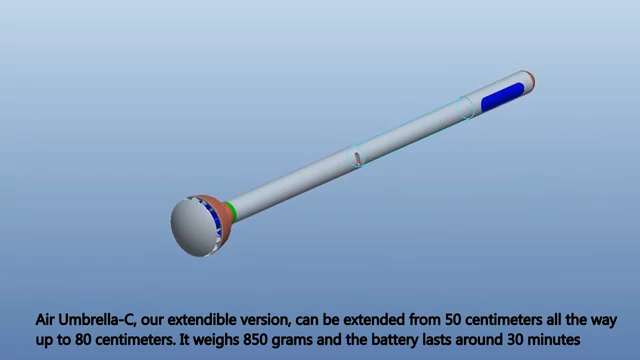 Air Umbrella-C, our extendible version, can be extended from 50 centimeters all the way
up to 80 centimeters. It weighs 850 grams and the battery lasts around 30 minutes